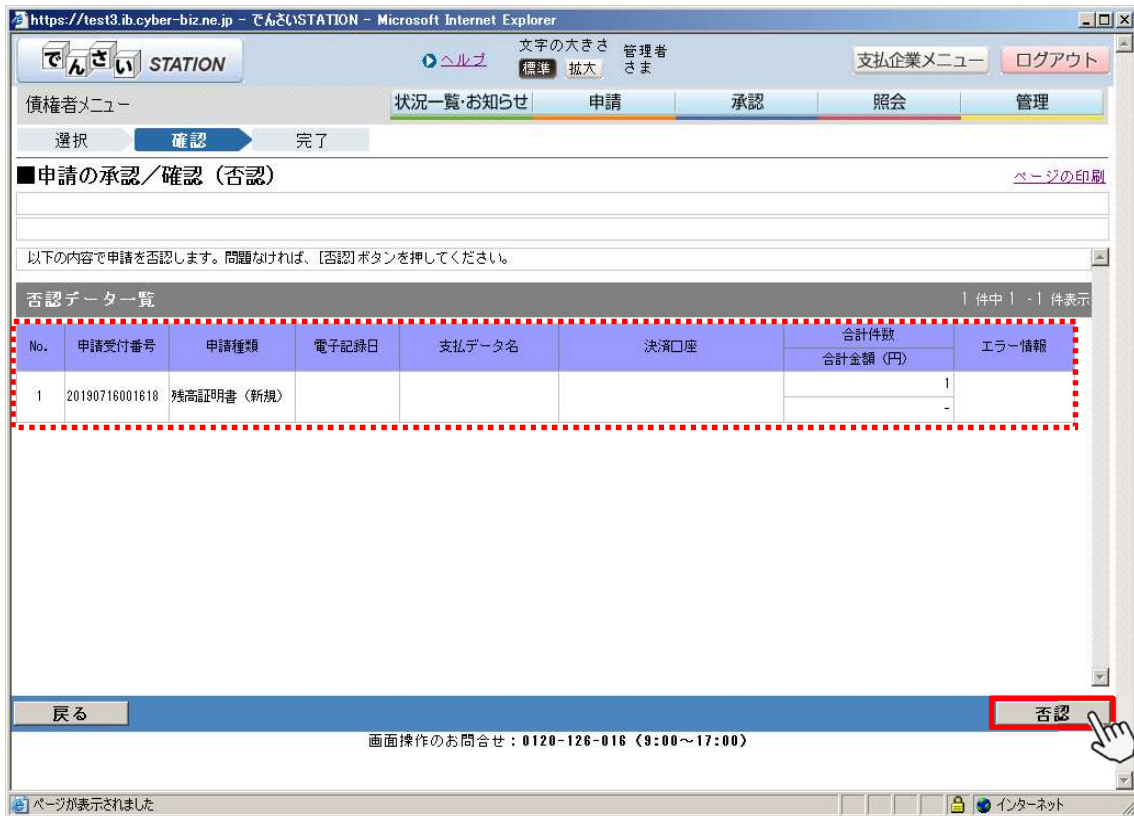 https://test3.ib.cyber-biz.ne.jp - でんさいSTATION - Microsoft Internet Explorer
でんさい STATION
ヘルプ
文字の大きさ
標準 拡大
管理者
さま
支払企業メニュー
ログアウト
債権者メニュー
状況一覧・お知らせ 申請 承認 照会 管理
選択 確認 完了
■申請の承認／確認（否認）
ページの印刷
以下の内容で申請を否認します。問題なければ、[否認]ボタンを押してください。
否認データ一覧 1 件中 1 -1 件表示
No. 申請受付番号 申請種類 電子記録日 支払データ名 決済口座 合計件数 エラー情報
合計金額（円）
1 20190716001618 残高証明書（新規） 1
-
戻る 否認
画面操作のお問合せ：0120-126-016（9:00～17:00）
ページが表示されました インターネット